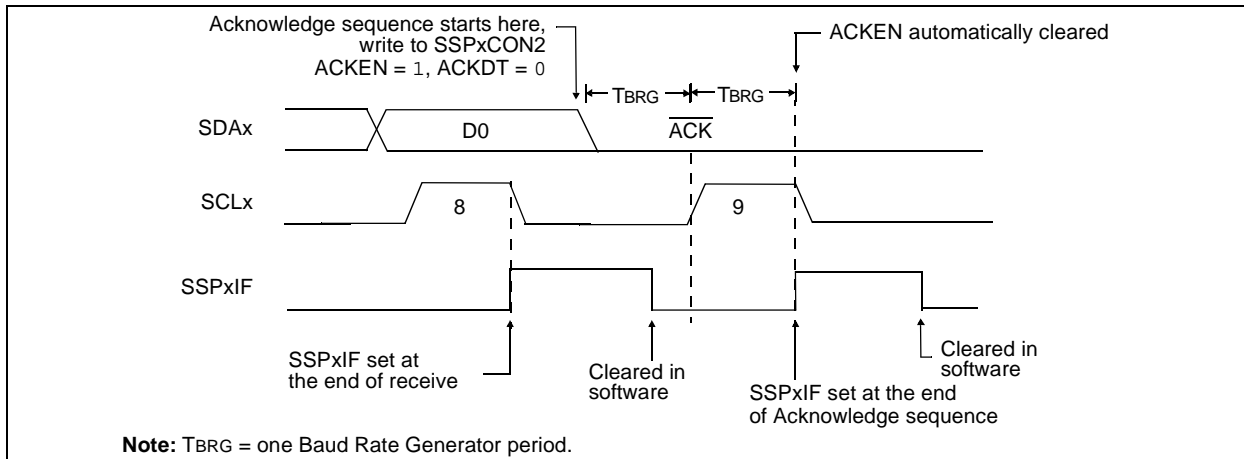 Acknowledge sequence starts here,
write to SSPxCON2
ACKEN = 1, ACKDT = 0
ACKEN automatically cleared
TBRG
TBRG
SDAx
D0
ACK
SCLx
8
9
SSPxIF
SSPxIF set at
the end of receive
Cleared in
software
SSPxIF set at the end
of Acknowledge sequence
Cleared in
software
Note: TBRG = one Baud Rate Generator period.